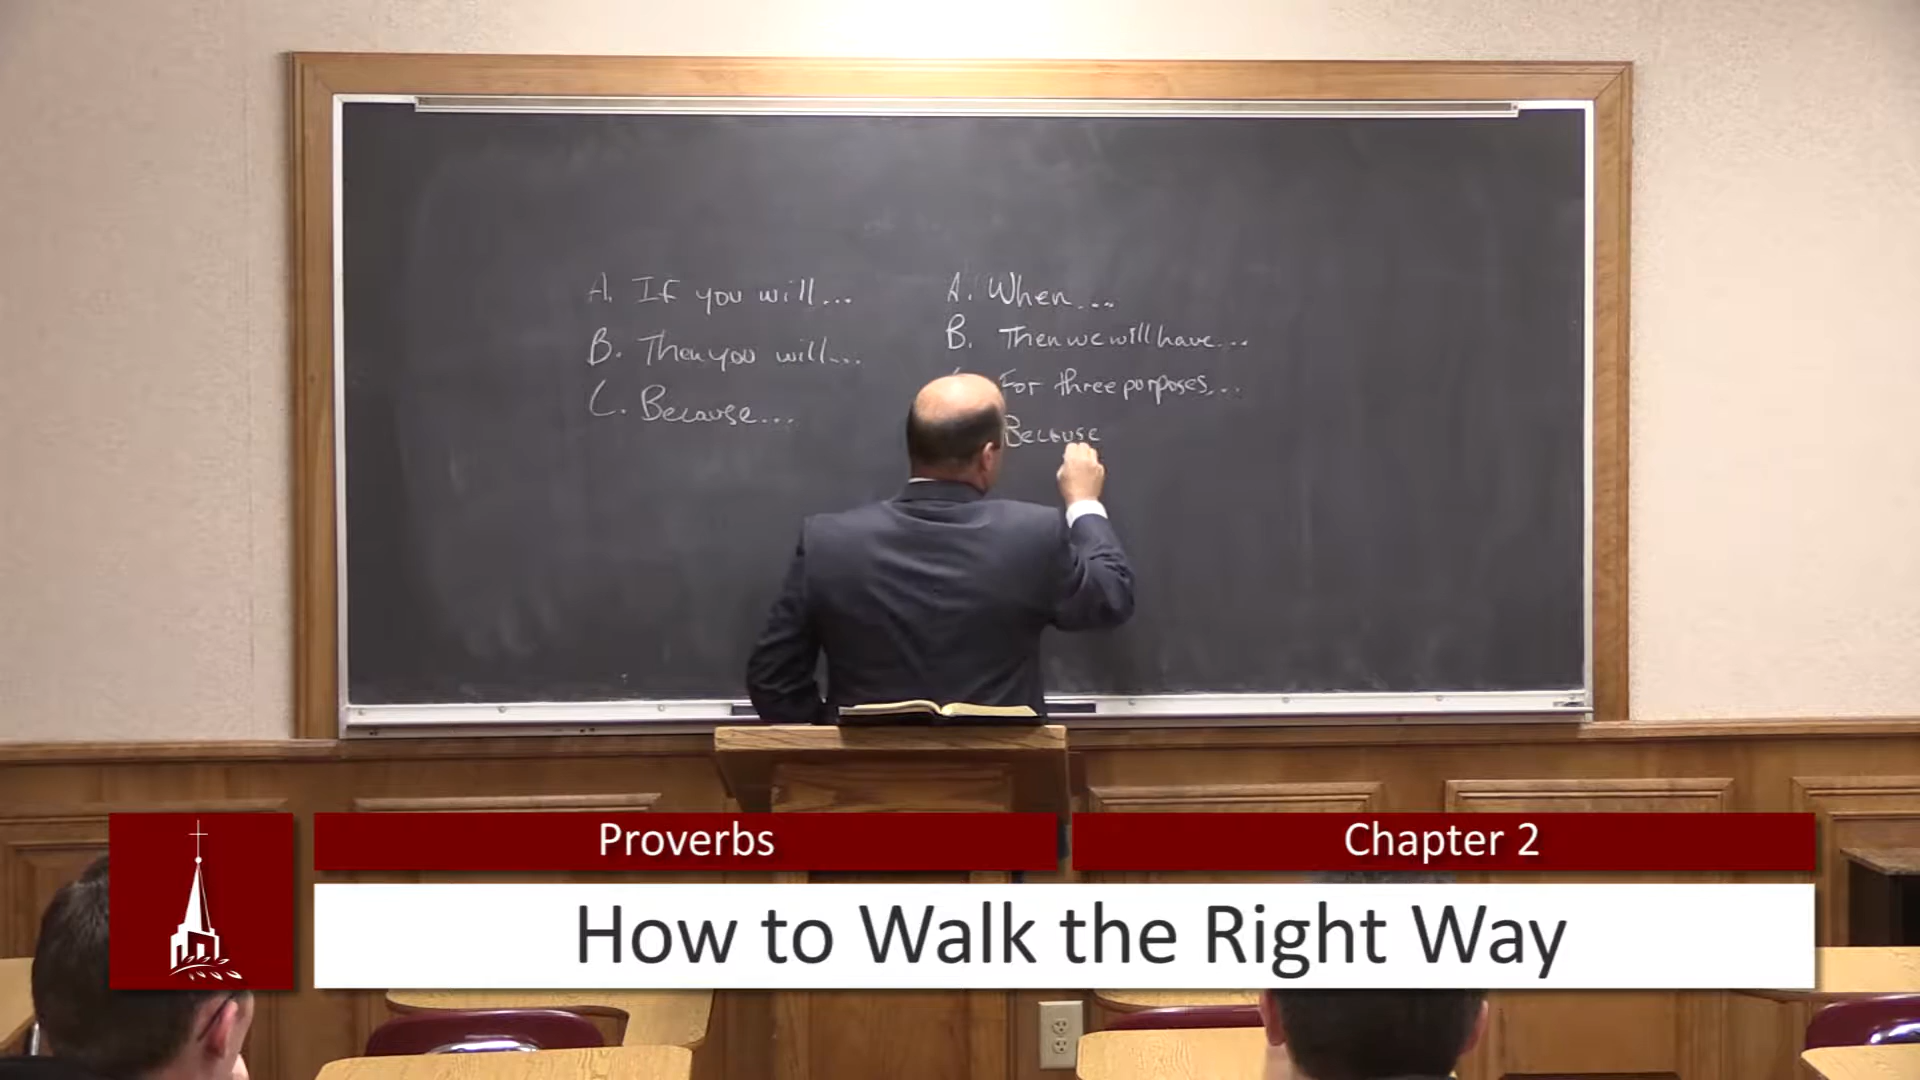 A. If you will...
B. Then you will...
C. Because...
A. When...
B. Then we will have...
For three purposes...
Because
Proverbs
Chapter 2
How to Walk the Right Way